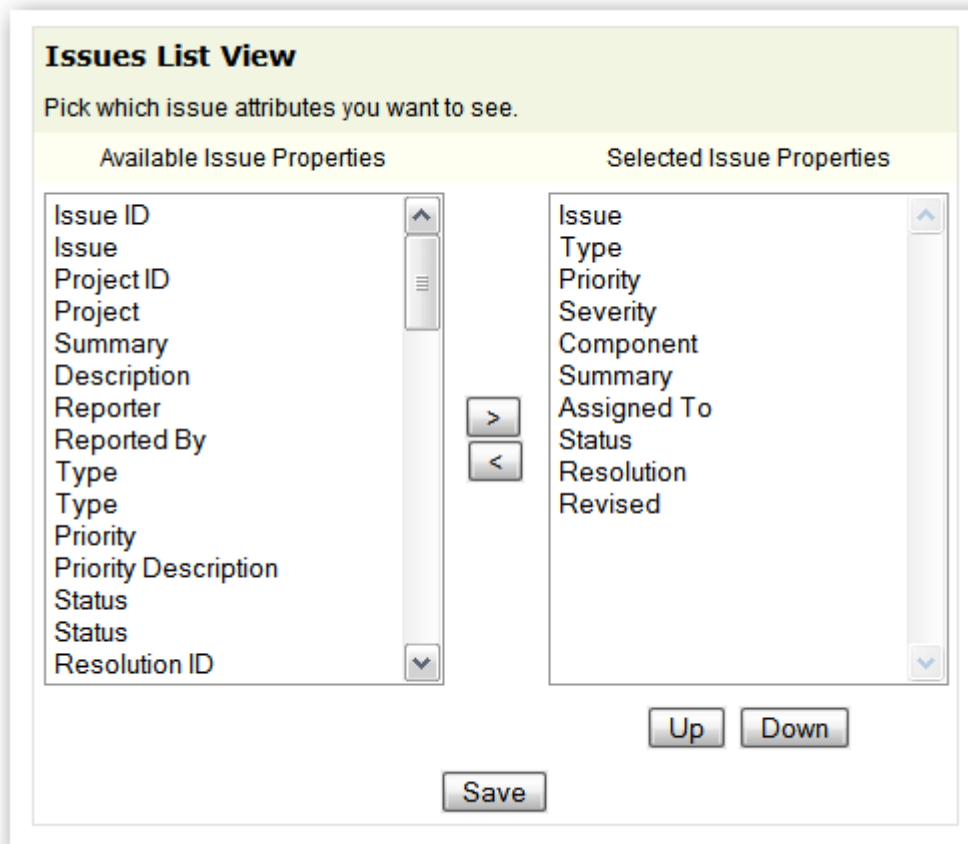 Issues List View
Pick which issue attributes you want to see.
Available Issue Properties
Selected Issue Properties
Issue ID
Issue
Project ID
Project
Summary
Description
Reporter
Reported By
Type
Type
Priority
Priority Description
Status
Status
Resolution ID
>
<
Issue
Type
Priority
Severity
Component
Summary
Assigned To
Status
Resolution
Revised
Up Down
Save